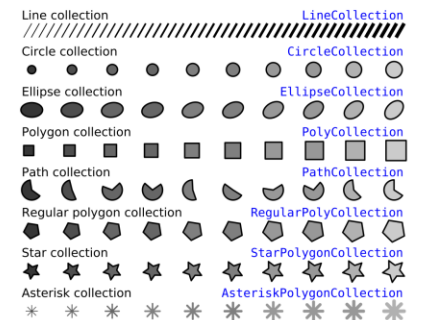 Line collection LineCollection
Circle collection CircleCollection
Ellipse collection EllipseCollection
Polygon collection PolyCollection
Path collection PathCollection
Regular polygon collection RegularPolyCollection
Star collection StarPolygonCollection
Asterisk collection AsteriskPolygonCollection